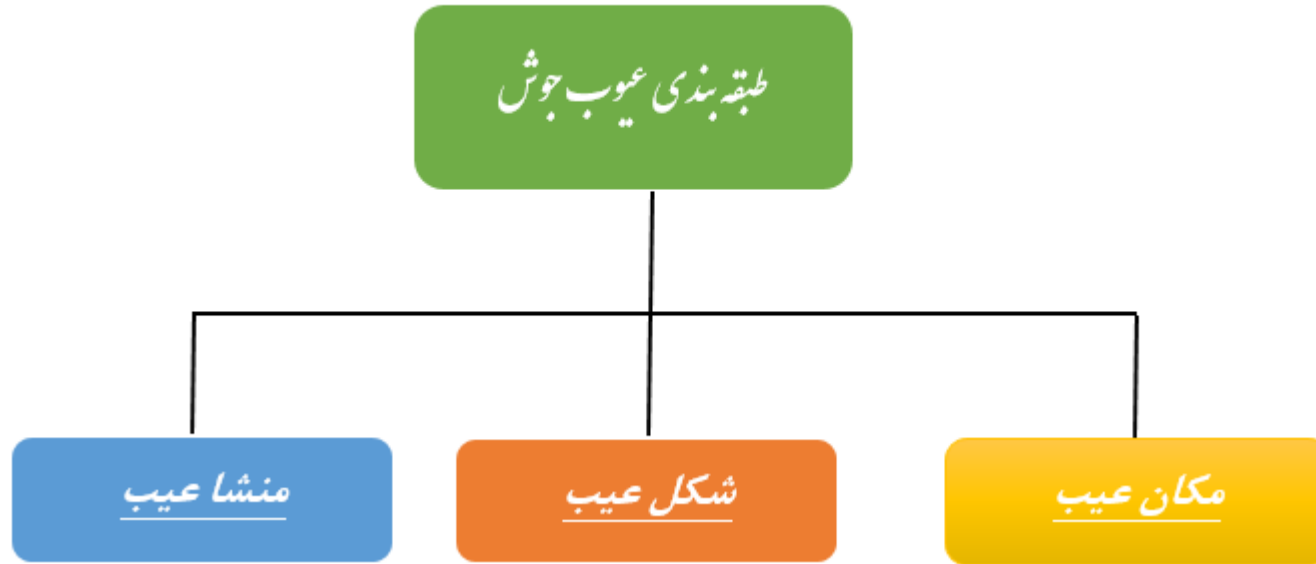 طبقه بندی عیوب جوش
مکان عیب
شکل عیب
منشا عیب